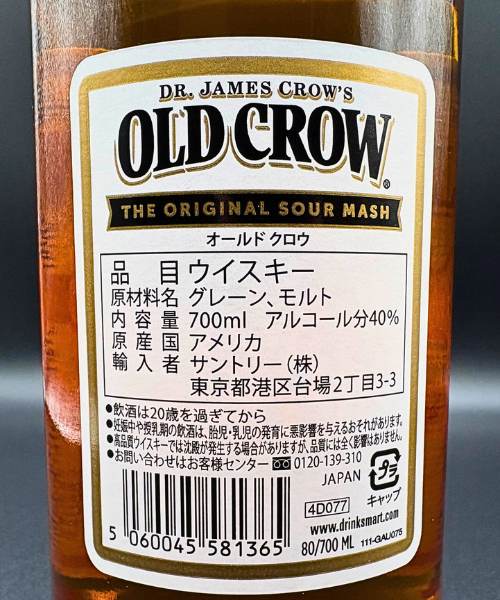 DR. JAMES CROW'S
OLD CROW®
THE ORIGINAL SOUR MASH
オールド クロウ
品目 ウイスキー
原材料名 グレーン、モルト
内容量 700ml アルコール分40%
原産国 アメリカ
輸入者 サントリー(株)
東京都港区台場2丁目3-3
●飲酒は20歳を過ぎてから
●妊娠中や授乳期の飲酒は、胎児・乳児の発育に悪影響を与えるおそれがあります。
●高品質ウイスキーでは沈殿が発生する場合がありますが、品質には全く影響はありません。
●お問い合わせはお客様センター 0120-139-310
JAPAN
プラ
キャップ
4D077
www.drinksmart.com
80/700 ML 111-GAU075
5 060045 581365